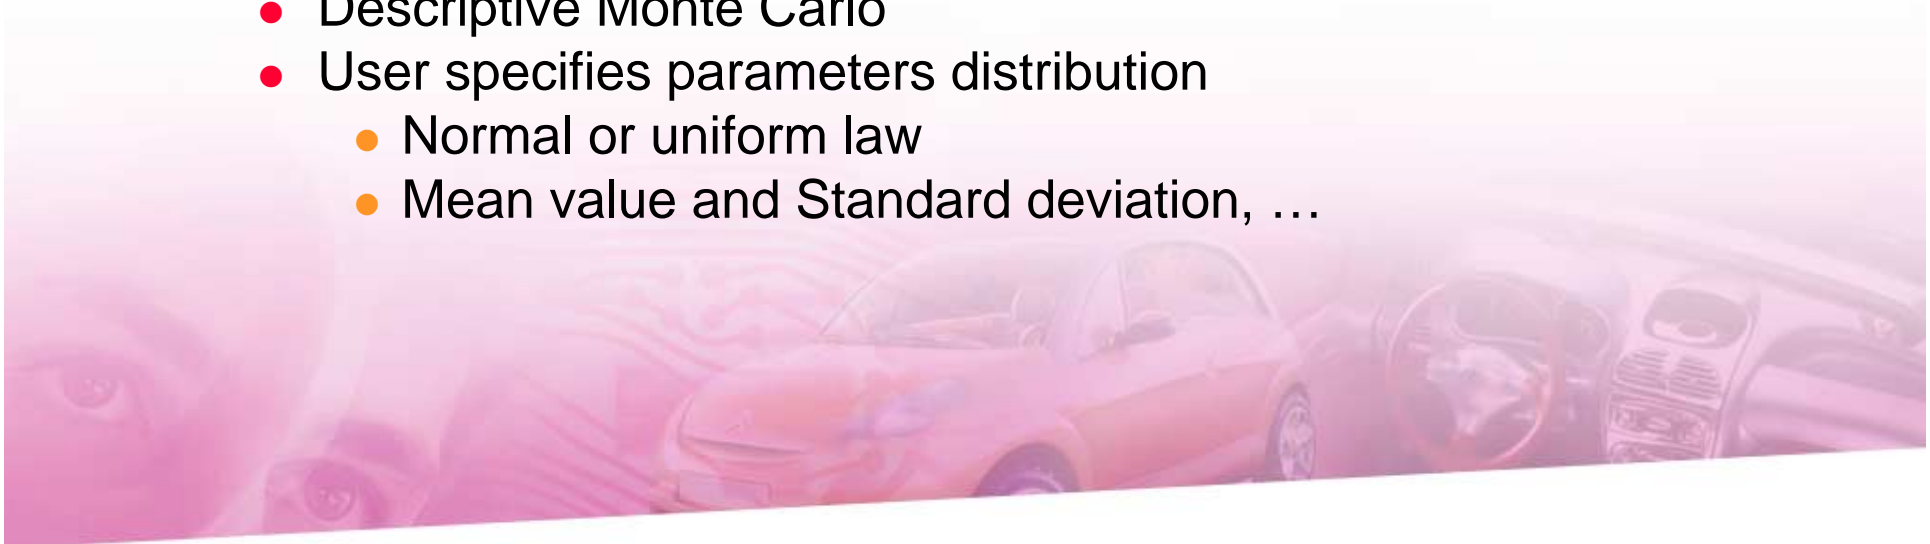 ● Descriptive Monte Carlo
● User specifies parameters distribution
● Normal or uniform law
● Mean value and Standard deviation, …